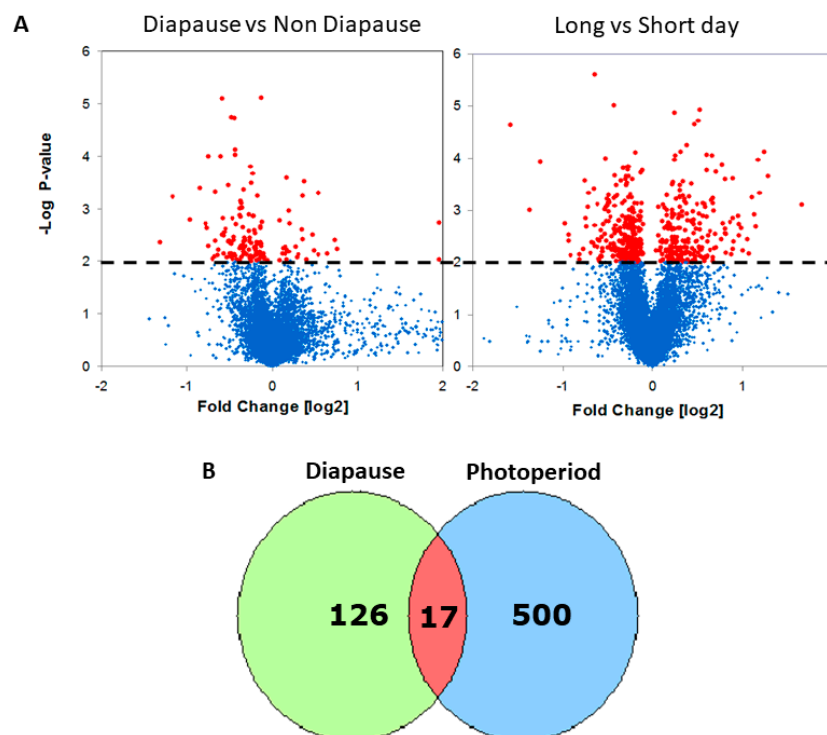 A
Diapause vs Non Diapause
Long vs Short day
-Log P-value
6
5
4
3
2
1
0
-2
-1
0
1
2
Fold Change [log2]
6
5
4
3
2
1
0
-2
-1
0
1
Fold Change [log2]
B
Diapause
Photoperiod
126
17
500